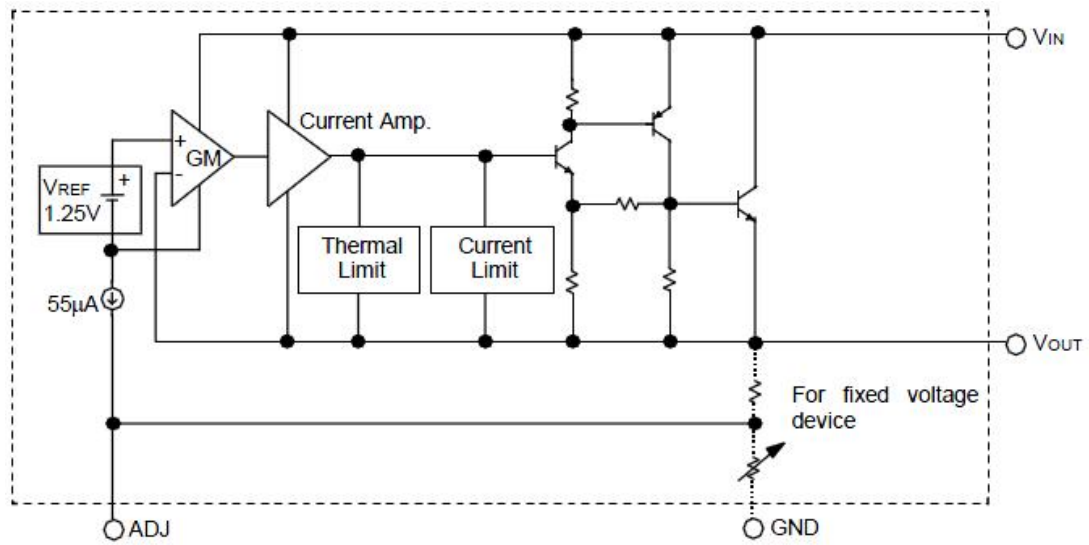 VIN
Current Amp.
+
GM
-
VREF
+
1.25V
Thermal
Limit
Current
Limit
55µA
VOUT
For fixed voltage
device
ADJ
GND